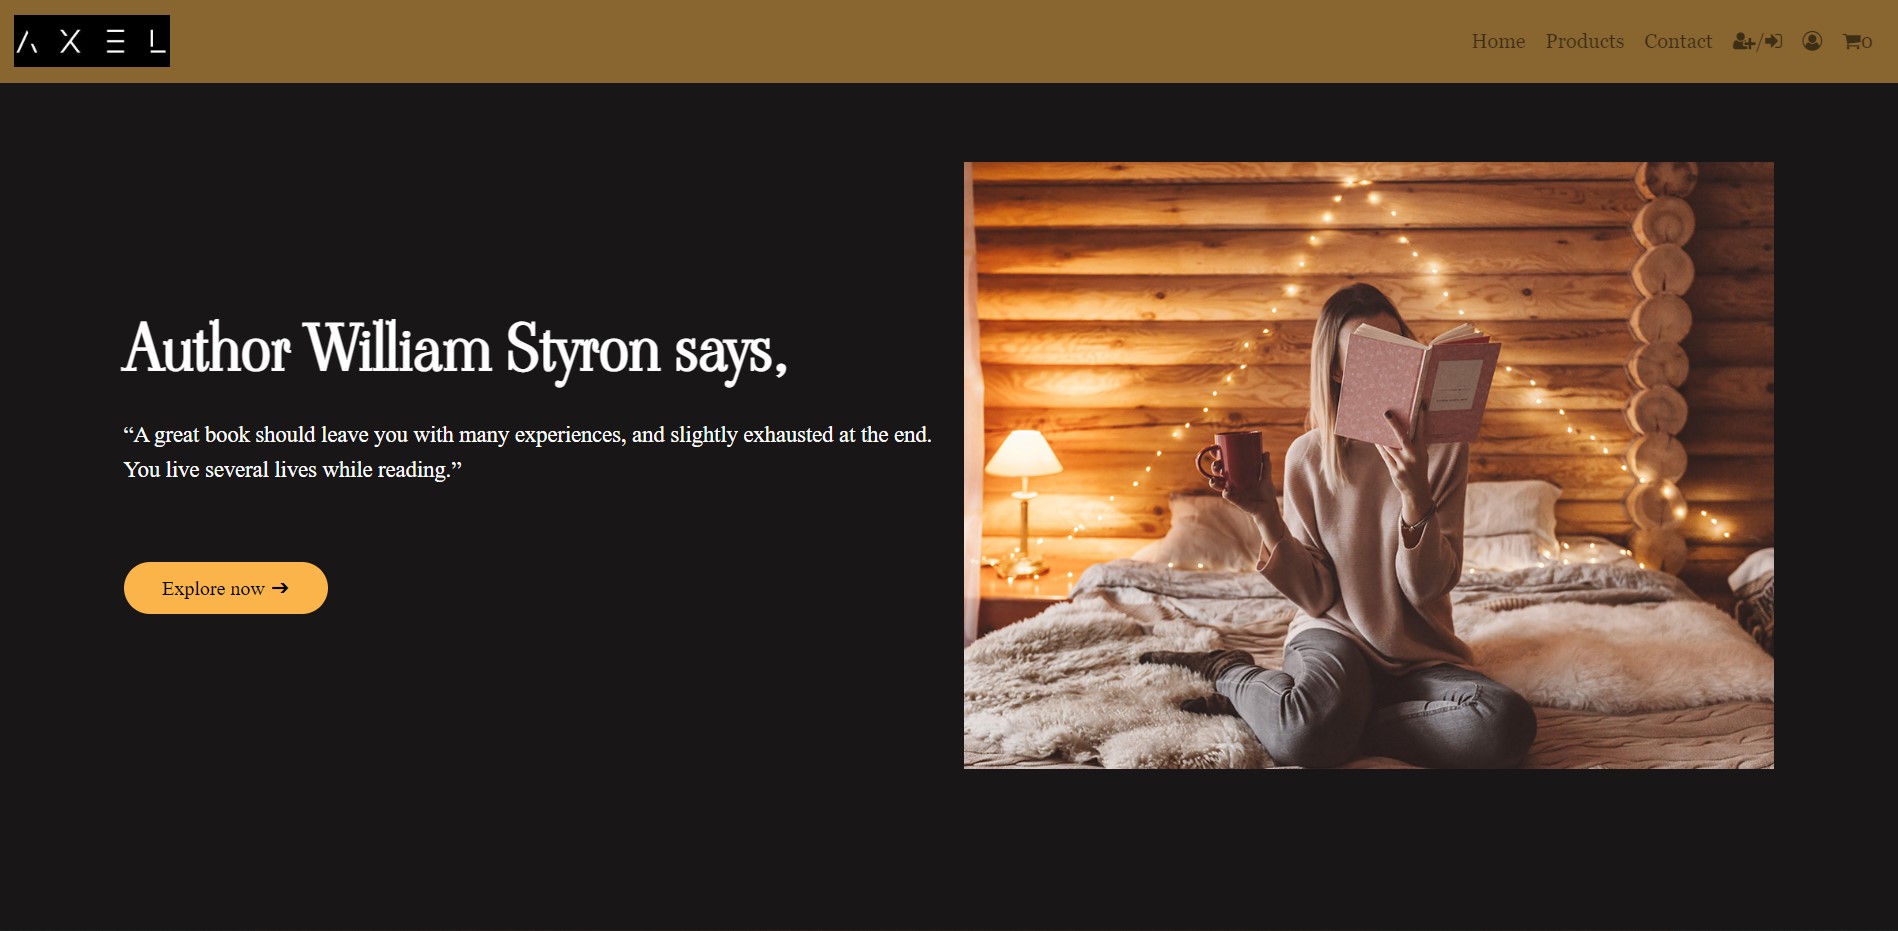 AXEL
Home Products Contact / 0
Author William Styron says,
“A great book should leave you with many experiences, and slightly exhausted at the end.
You live several lives while reading.”
Explore now ➔